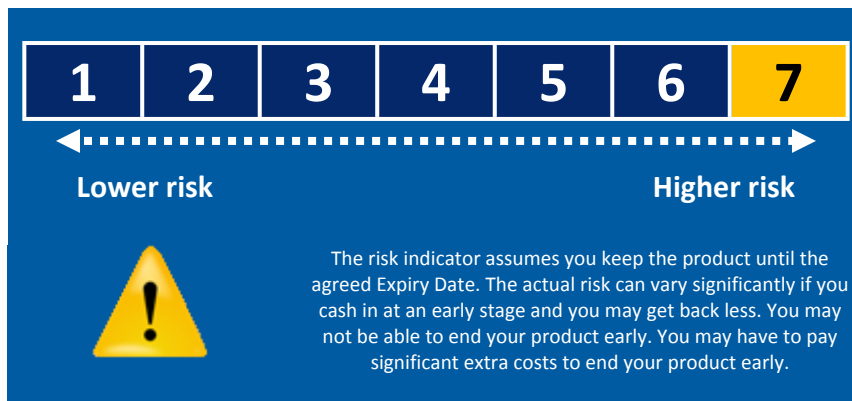 1 2 3 4 5 6 7
Lower risk Higher risk
The risk indicator assumes you keep the product until the
agreed Expiry Date. The actual risk can vary significantly if you
cash in at an early stage and you may get back less. You may
not be able to end your product early. You may have to pay
significant extra costs to end your product early.